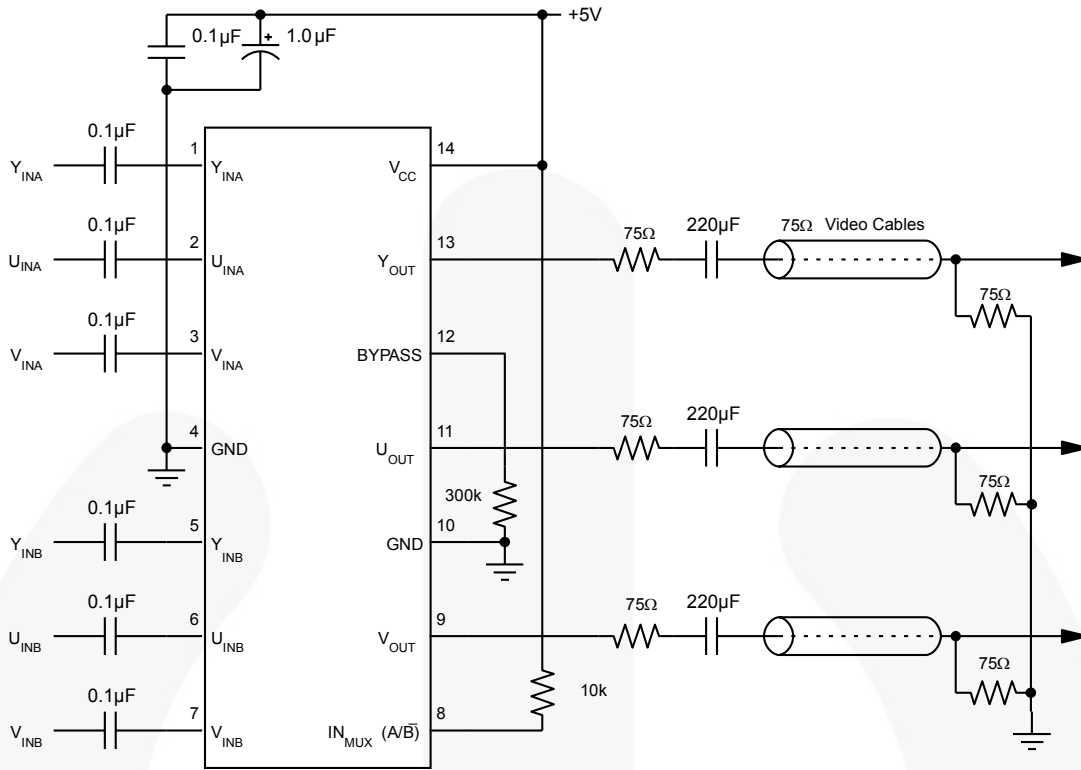 +5V
0.1µF
1.0µF
0.1µF
1
14
Y_INA
Y_INA
V_CC
0.1µF
75Ω Video Cables
220µF
75Ω
2
13
U_INA
U_INA
Y_OUT
75Ω
0.1µF
3
12
V_INA
V_INA
BYPASS
220µF
75Ω
4
11
GND
U_OUT
75Ω
300k
0.1µF
5
10
Y_INB
Y_INB
GND
0.1µF
75Ω
220µF
6
9
U_INB
U_INB
V_OUT
75Ω
0.1µF
10k
7
8
V_INB
V_INB
IN_MUX (A/B̅)